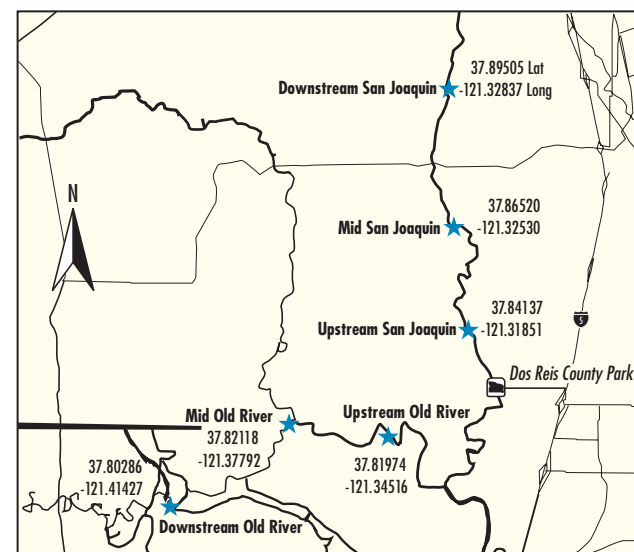 37.89505 Lat
Downstream San Joaquin
-121.32837 Long
N
37.86520
Mid San Joaquin
-121.32530
37.84137
Upstream San Joaquin
-121.31851
5
Dos Reis County Park
Mid Old River
Upstream Old River
37.82118
-121.37792
37.80286
-121.41427
37.81974
-121.34516
Downstream Old River